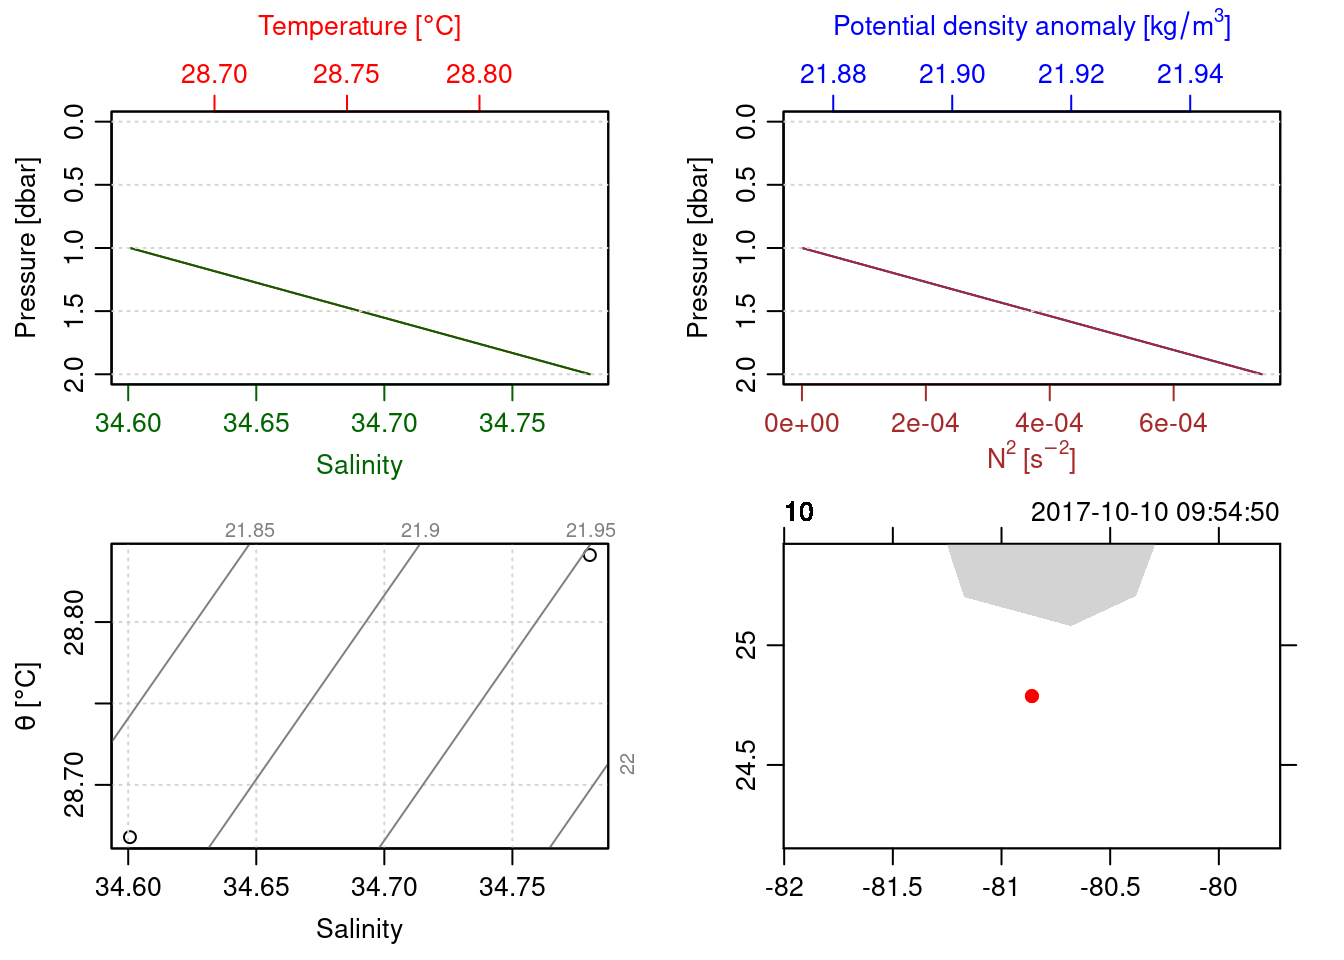 Temperature [°C]
28.70 28.75 28.80
Pressure [dbar]
0.0 0.5 1.0 1.5 2.0
34.60 34.65 34.70 34.75
Salinity
Potential density anomaly [kg/m³]
21.88 21.90 21.92 21.94
Pressure [dbar]
0.0 0.5 1.0 1.5 2.0
0e+00 2e-04 4e-04 6e-04
N² [s⁻²]
21.85 21.9 21.95
22
θ [°C]
28.70 28.80
34.60 34.65 34.70 34.75
Salinity
10 2017-10-10 09:54:50
25
24.5
-82 -81.5 -81 -80.5 -80